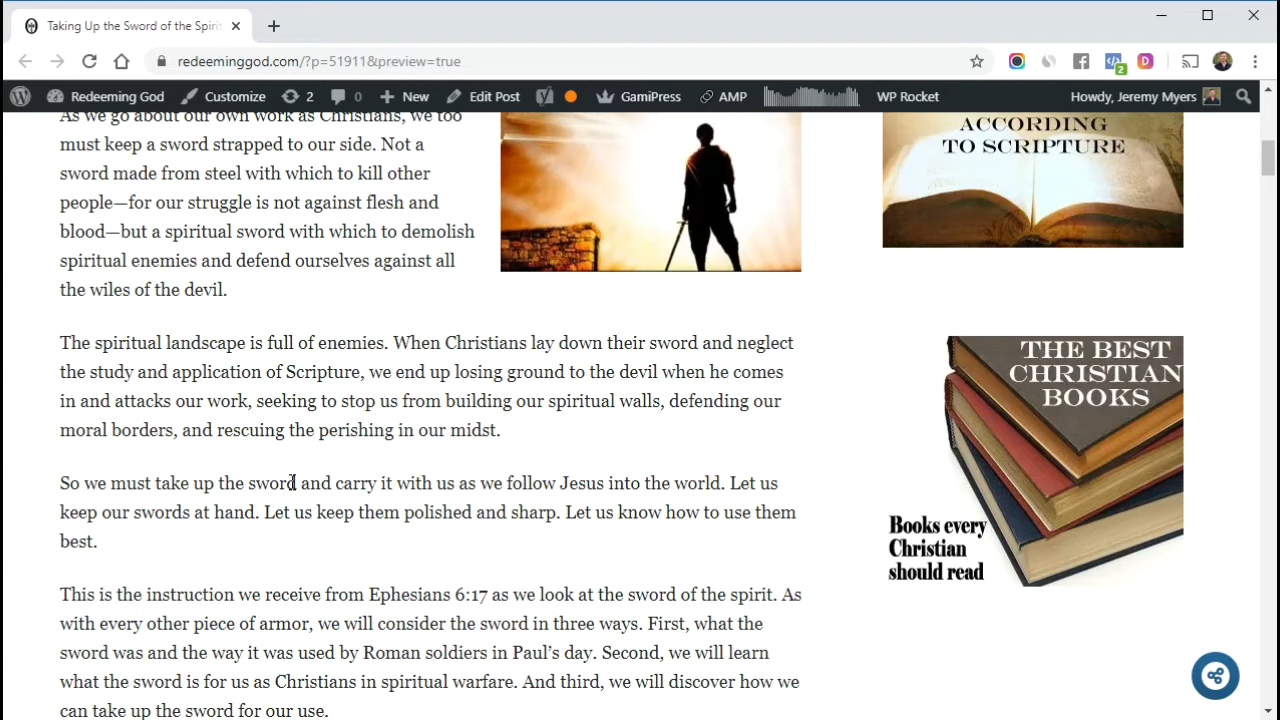 Taking Up the Sword of the Spiri
redeeminggod.com/?p=51911&preview=true
2
Redeeming God Customize 2 0 New Edit Post GamiPress AMP WP Rocket Howdy, Jeremy Myers
As we go about our own work as Christians, we too
must keep a sword strapped to our side. Not a
sword made from steel with which to kill other
people—for our struggle is not against flesh and
blood—but a spiritual sword with which to demolish
spiritual enemies and defend ourselves against all
the wiles of the devil.
The spiritual landscape is full of enemies. When Christians lay down their sword and neglect
the study and application of Scripture, we end up losing ground to the devil when he comes
in and attacks our work, seeking to stop us from building our spiritual walls, defending our
moral borders, and rescuing the perishing in our midst.
So we must take up the sword and carry it with us as we follow Jesus into the world. Let us
keep our swords at hand. Let us keep them polished and sharp. Let us know how to use them
best.
This is the instruction we receive from Ephesians 6:17 as we look at the sword of the spirit. As
with every other piece of armor, we will consider the sword in three ways. First, what the
sword was and the way it was used by Roman soldiers in Paul’s day. Second, we will learn
what the sword is for us as Christians in spiritual warfare. And third, we will discover how we
can take up the sword for our use.
ACCORDING
TO SCRIPTURE
THE BEST
CHRISTIAN
BOOKS
Books every
Christian
should read